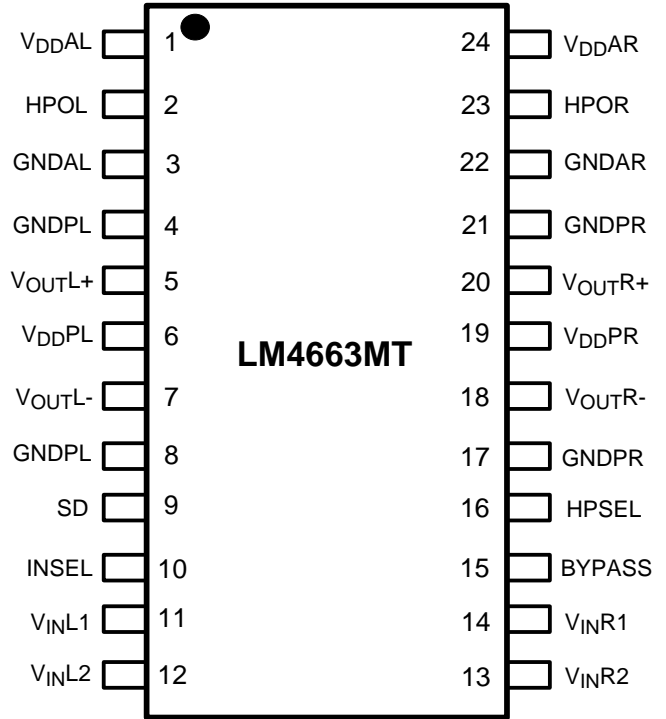 VDDAL 1 24 VDDAR
HPOL 2 23 HPOR
GNDAL 3 22 GNDAR
GNDPL 4 21 GNDPR
VOUTL+ 5 20 VOUTR+
VDDPL 6 19 VDDPR
LM4663MT
VOUTL- 7 18 VOUTR-
GNDPL 8 17 GNDPR
SD 9 16 HPSEL
INSEL 10 15 BYPASS
VINL1 11 14 VINR1
VINL2 12 13 VINR2